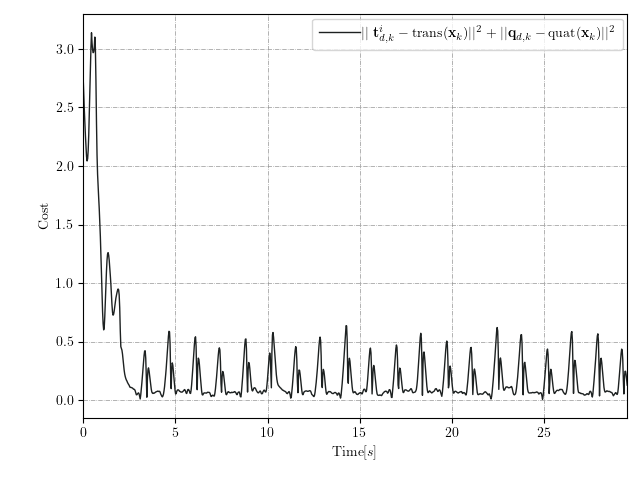 || t^i_{d,k} − trans(x_k)||^2 + ||q_{d,k} − quat(x_k)||^2
3.0
2.5
2.0
1.5
1.0
0.5
0.0
Cost
0 5 10 15 20 25
Time[s]